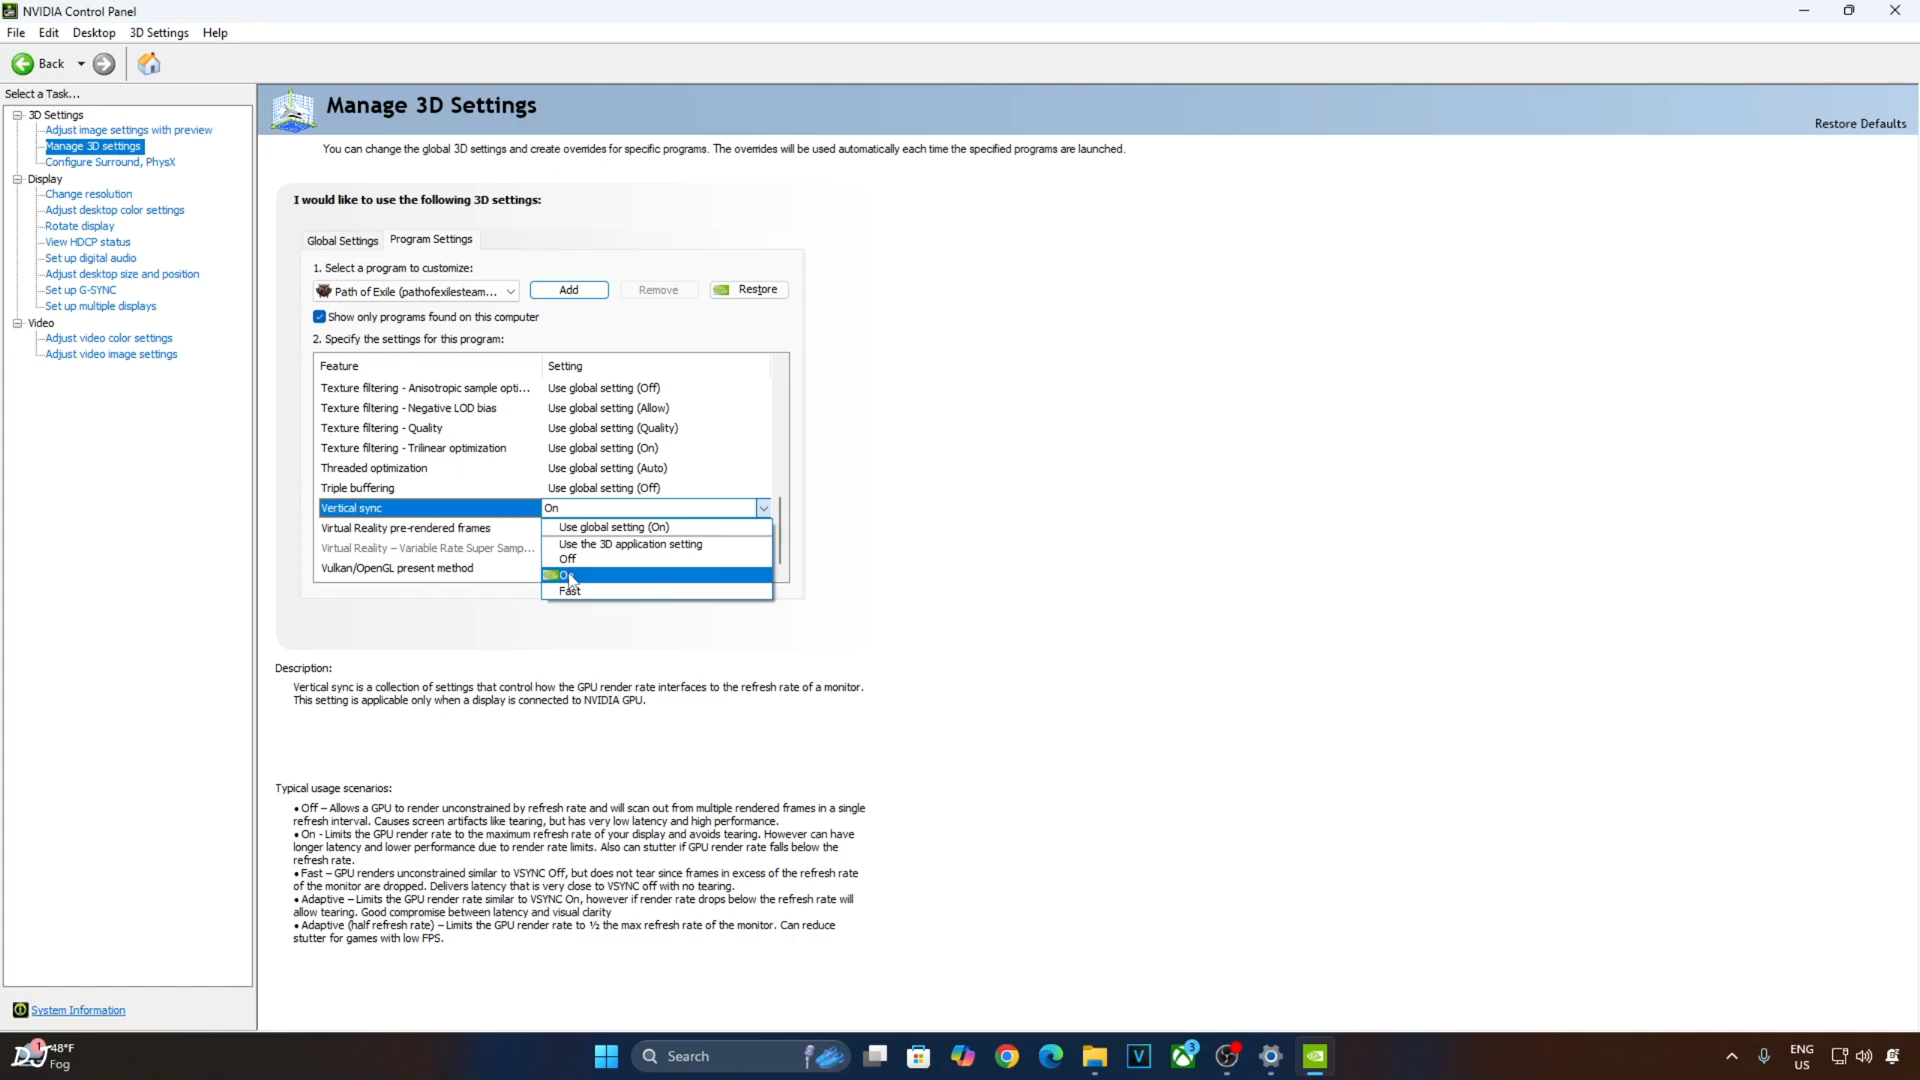 NVIDIA Control Panel
File Edit Desktop 3D Settings Help
Back
Select a Task...
3D Settings
Adjust image settings with preview
Manage 3D settings
Configure Surround, PhysX
Display
Change resolution
Adjust desktop color settings
Rotate display
View HDCP status
Set up digital audio
Adjust desktop size and position
Set up G-SYNC
Set up multiple displays
Video
Adjust video color settings
Adjust video image settings
System Information
Manage 3D Settings
Restore Defaults
You can change the global 3D settings and create overrides for specific programs. The overrides will be used automatically each time the specified programs are launched.
I would like to use the following 3D settings:
Global Settings Program Settings
1. Select a program to customize:
Path of Exile (pathofexilesteam... Add Remove Restore
Show only programs found on this computer
2. Specify the settings for this program:
Feature Setting
Texture filtering - Anisotropic sample opti... Use global setting (Off)
Texture filtering - Negative LOD bias Use global setting (Allow)
Texture filtering - Quality Use global setting (Quality)
Texture filtering - Trilinear optimization Use global setting (On)
Threaded optimization Use global setting (Auto)
Triple buffering Use global setting (Off)
Vertical sync On
Virtual Reality pre-rendered frames
Virtual Reality – Variable Rate Super Samp...
Vulkan/OpenGL present method
Use global setting (On)
Use the 3D application setting
Off
Fast
Description:
Vertical sync is a collection of settings that control how the GPU render rate interfaces to the refresh rate of a monitor.
This setting is applicable only when a display is connected to NVIDIA GPU.
Typical usage scenarios:
• Off – Allows a GPU to render unconstrained by refresh rate and will scan out from multiple rendered frames in a single
refresh interval. Causes screen artifacts like tearing, but has very low latency and high performance.
• On - Limits the GPU render rate to the maximum refresh rate of your display and avoids tearing. However can have
longer latency and lower performance due to render rate limits. Also can stutter if GPU render rate falls below the
refresh rate.
• Fast – GPU renders unconstrained similar to VSYNC Off, but does not tear since frames in excess of the refresh rate
of the monitor are dropped. Delivers latency that is very close to VSYNC off with no tearing.
• Adaptive – Limits the GPU render rate similar to VSYNC On, however if render rate drops below the refresh rate will
allow tearing. Good compromise between latency and visual clarity
• Adaptive (half refresh rate) – Limits the GPU render rate to ½ the max refresh rate of the monitor. Can reduce
stutter for games with low FPS.
1
48°F
Fog
Search
V
3
ENG
US